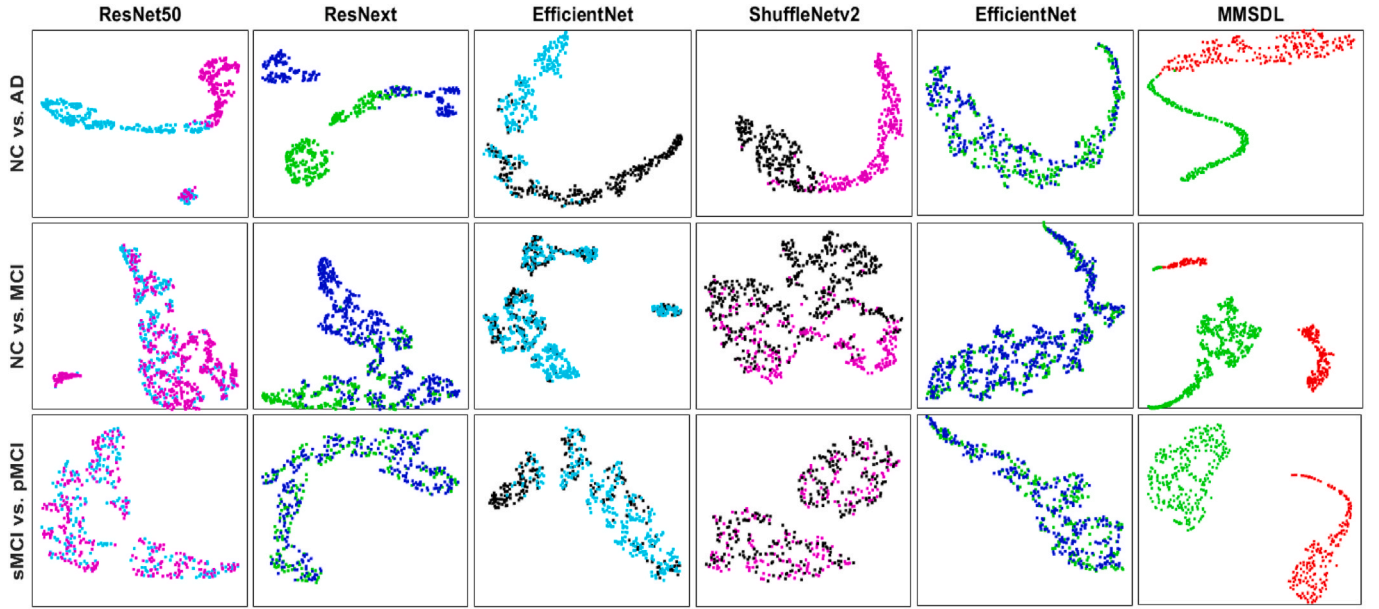 ResNet50 ResNext EfficientNet ShuffleNetv2 EfficientNet MMSDL
NC vs. AD
NC vs. MCI
sMCI vs. pMCI